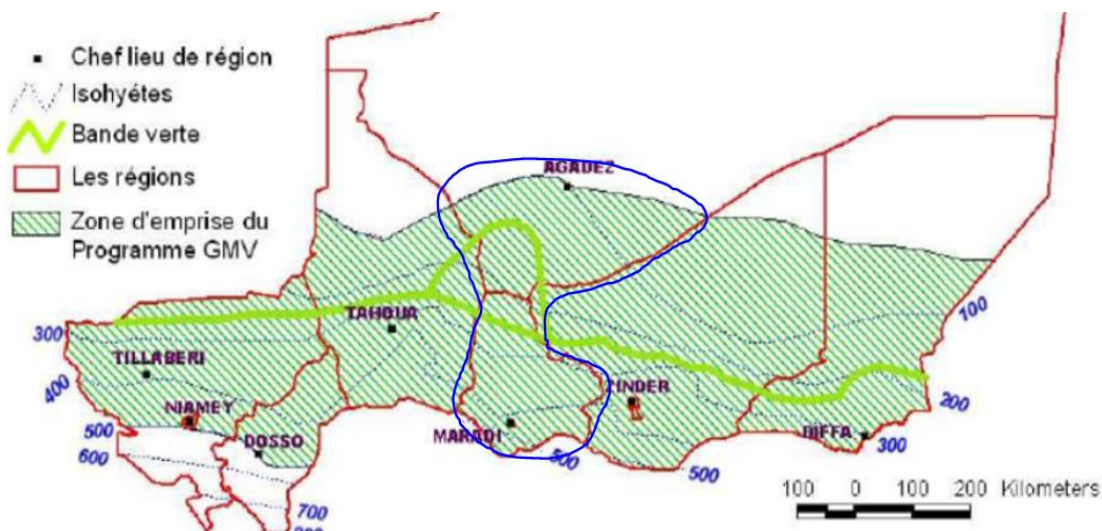 Chef lieu de région
Isohyétes
Bande verte
Les régions
Zone d'emprise du
Programme GMV
AGADEZ
TAHOUA
TILLABERI
NIAMEY
DOSSO
MARADI
ZINDER
DIFFA
300
400
500
600
700
500
500
300
200
100
100 0 100 200 Kilometers